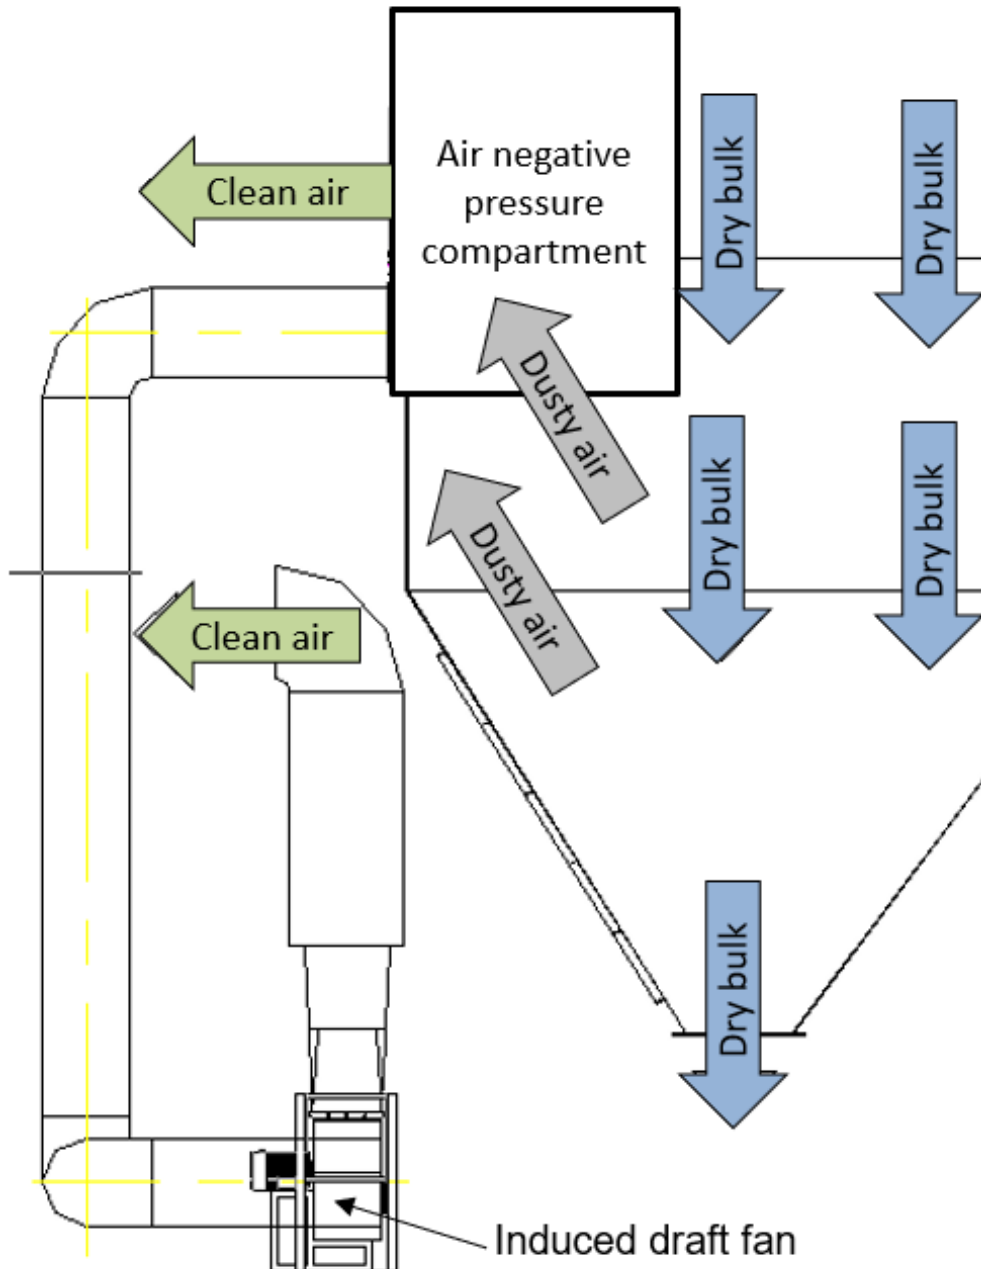 Air negative
pressure
compartment
Clean air
Dry bulk
Dry bulk
Dusty air
Dusty air
Dry bulk
Dry bulk
Clean air
Dry bulk
Induced draft fan